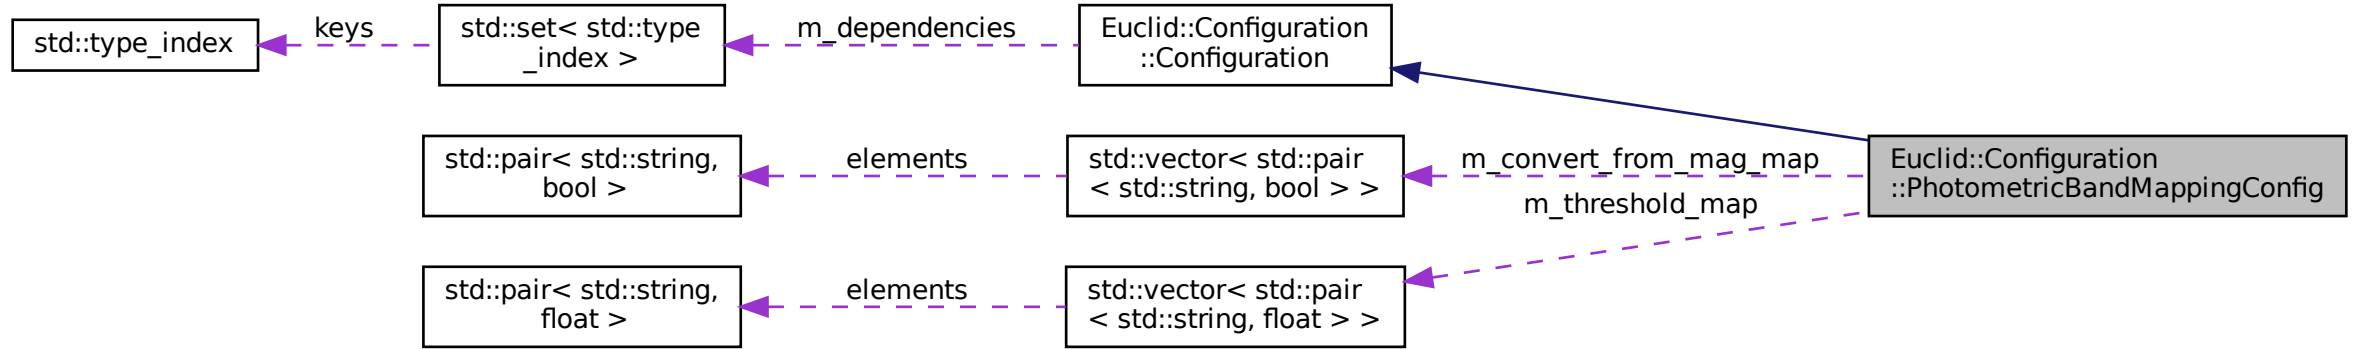 std::type_index
keys
std::set< std::type
_index >
m_dependencies
Euclid::Configuration
::Configuration
std::pair< std::string,
bool >
elements
std::vector< std::pair
< std::string, bool > >
m_convert_from_mag_map
m_threshold_map
Euclid::Configuration
::PhotometricBandMappingConfig
std::pair< std::string,
float >
elements
std::vector< std::pair
< std::string, float > >